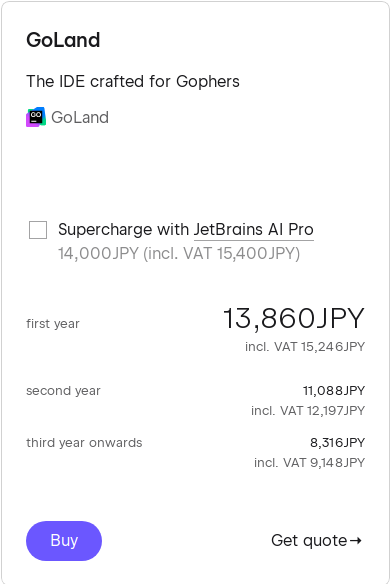 GoLand
The IDE crafted for Gophers
GoLand
Supercharge with JetBrains AI Pro
14,000JPY (incl. VAT 15,400JPY)
first year 13,860JPY
incl. VAT 15,246JPY
second year 11,088JPY
incl. VAT 12,197JPY
third year onwards 8,316JPY
incl. VAT 9,148JPY
Buy Get quote→